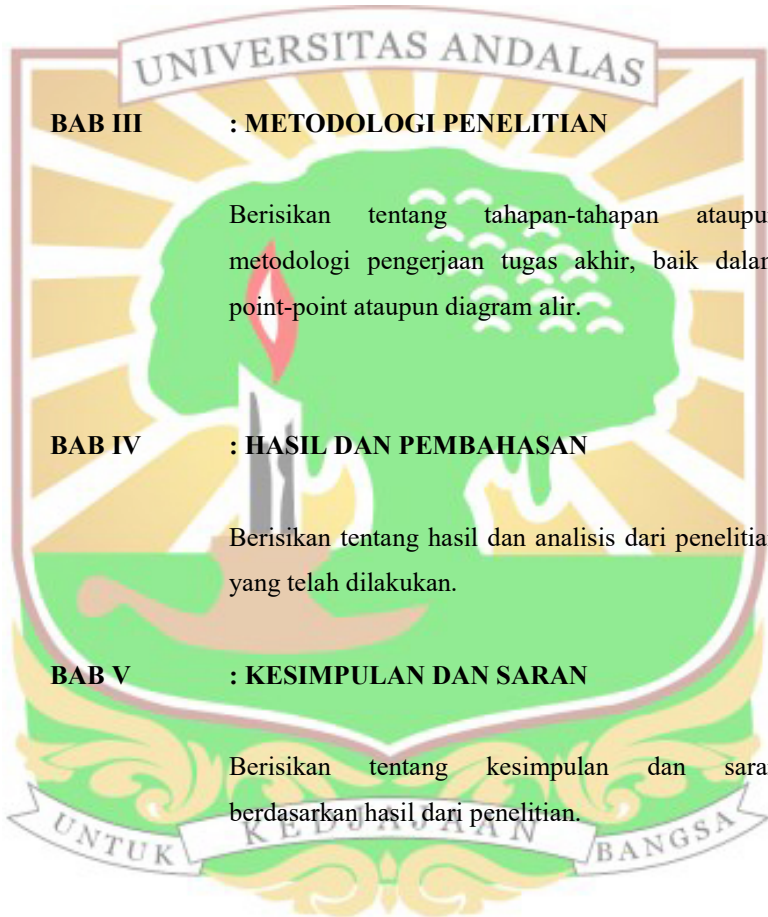 UNIVERSITAS ANDALAS
BAB III : METODOLOGI PENELITIAN
Berisikan tentang tahapan-tahapan ataupu
metodologi pengerjaan tugas akhir, baik dalam
point-point ataupun diagram alir.
BAB IV : HASIL DAN PEMBAHASAN
Berisikan tentang hasil dan analisis dari penelitia
yang telah dilakukan.
BAB V : KESIMPULAN DAN SARAN
Berisikan tentang kesimpulan dan sara
berdasarkan hasil dari penelitian.
UNTUK KEDJAJAAN BANGSA